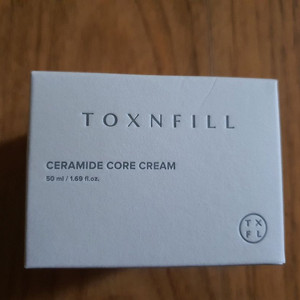 TOXNFILL
CERAMIDE CORE CREAM
50 ml / 1.69 fl.oz.
TX
FL